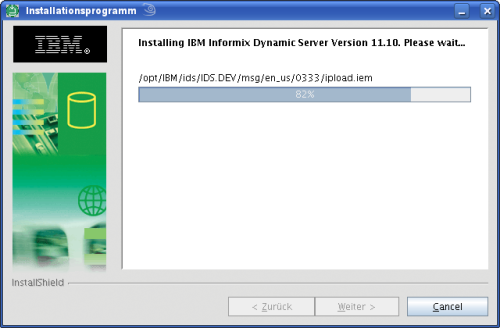 Installationsprogramm
IBM®
Installing IBM Informix Dynamic Server Version 11.10. Please wait...
/opt/IBM/ids/IDS.DEV/msg/en_us/0333/ipload.iem
82%
InstallShield
< Zurück
Weiter >
Cancel